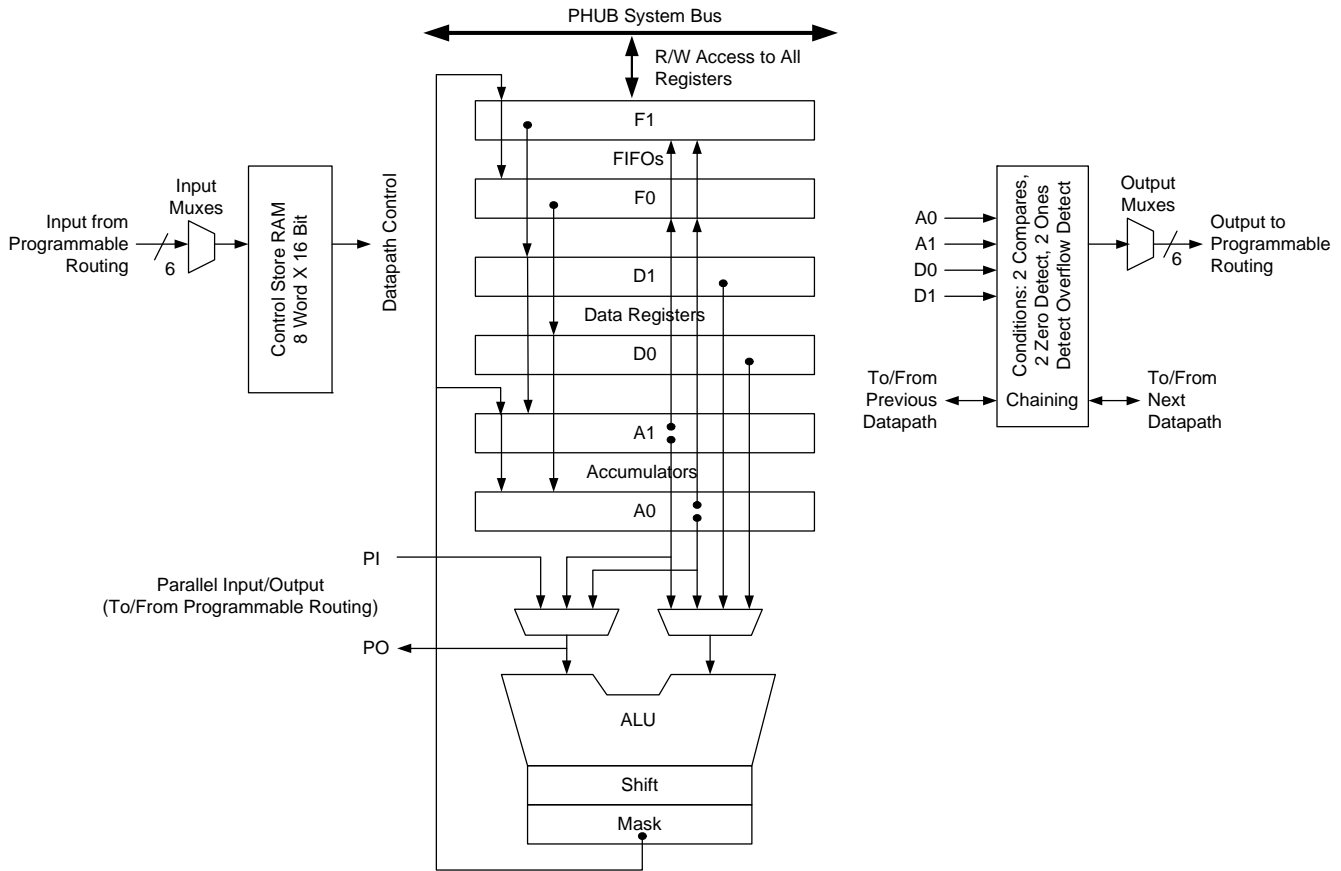 PHUB System Bus
R/W Access to All
Registers
F1
FIFOs
F0
D1
Data Registers
D0
A1
Accumulators
A0
Input from
Programmable
Routing
6
Input
Muxes
Control Store RAM
8 Word X 16 Bit
Datapath Control
A0
A1
D0
D1
Conditions: 2 Compares,
2 Zero Detect, 2 Ones
Detect Overflow Detect
Output
Muxes
6
Output to
Programmable
Routing
To/From
Previous
Datapath
Chaining
To/From
Next
Datapath
PI
Parallel Input/Output
(To/From Programmable Routing)
PO
ALU
Shift
Mask